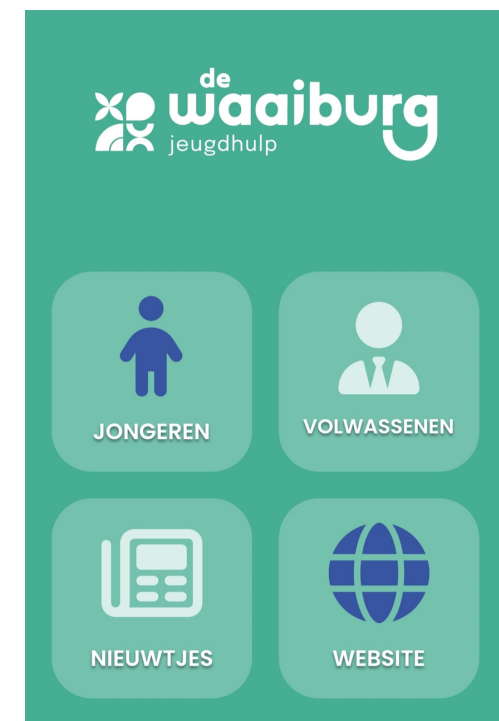 de
waaiburg
jeugdhulp
JONGEREN
VOLWASSENEN
NIEUWTJES
WEBSITE